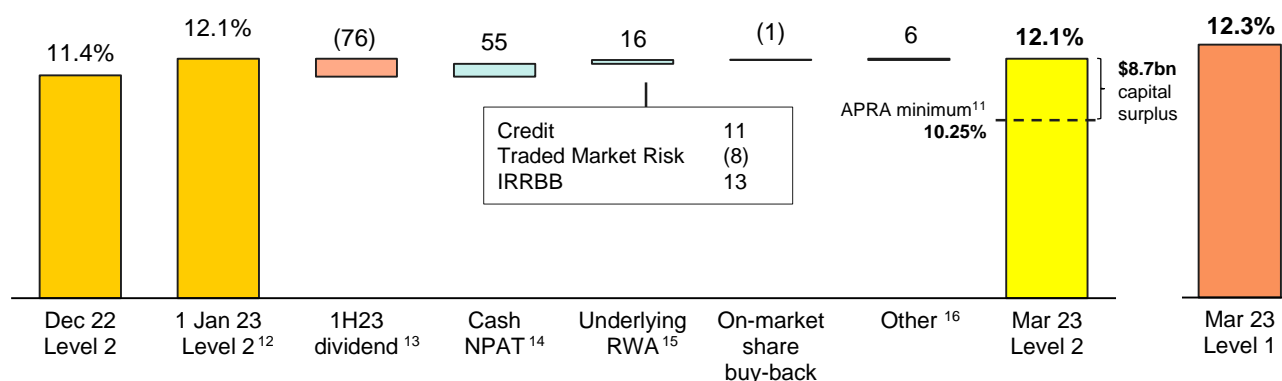 11.4%
12.1%
(76)
55
16
(1)
6
12.1%
12.3%
$8.7bn
capital
surplus
APRA minimum11
10.25%
Credit 11
Traded Market Risk (8)
IRRBB 13
Dec 22
Level 2
1 Jan 23
Level 2 12
1H23
dividend 13
Cash
NPAT 14
Underlying
RWA 15
On-market
share
buy-back
Other 16
Mar 23
Level 2
Mar 23
Level 1